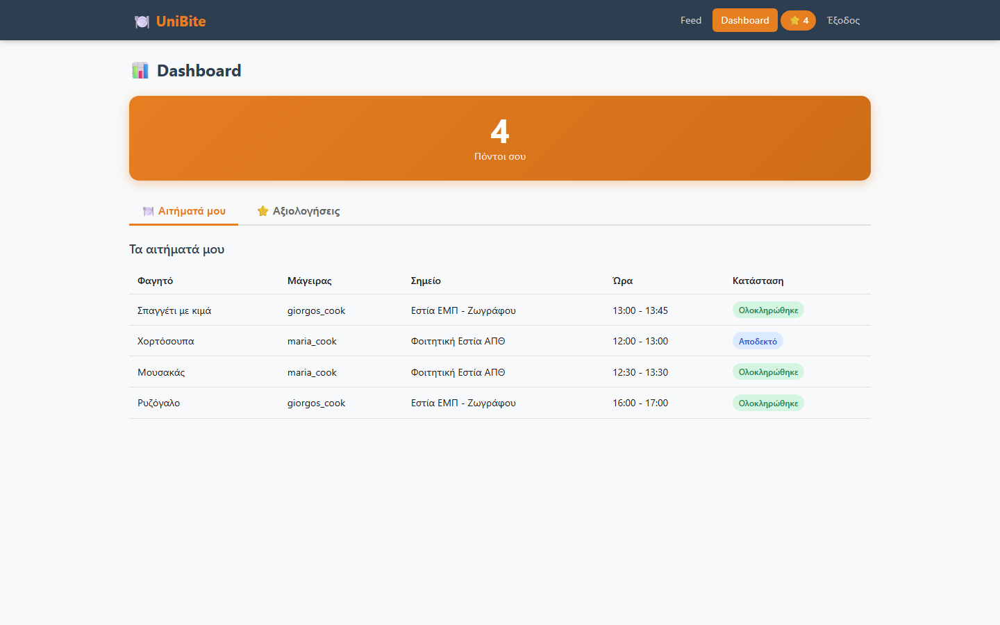 UniBite
Feed
Dashboard
4
Έξοδος
Dashboard
4
Πόντοι σου
Αιτήματά μου
Αξιολογήσεις
Τα αιτήματά μου
Φαγητό Μάγειρας Σημείο Ώρα Κατάσταση
Σπαγγέτι με κιμά giorgos_cook Εστία ΕΜΠ - Ζωγράφου 13:00 - 13:45 Ολοκληρώθηκε
Χορτόσουπα maria_cook Φοιτητική Εστία ΑΠΘ 12:00 - 13:00 Αποδεκτό
Μουσακάς maria_cook Φοιτητική Εστία ΑΠΘ 12:30 - 13:30 Ολοκληρώθηκε
Ρυζόγαλο giorgos_cook Εστία ΕΜΠ - Ζωγράφου 16:00 - 17:00 Ολοκληρώθηκε